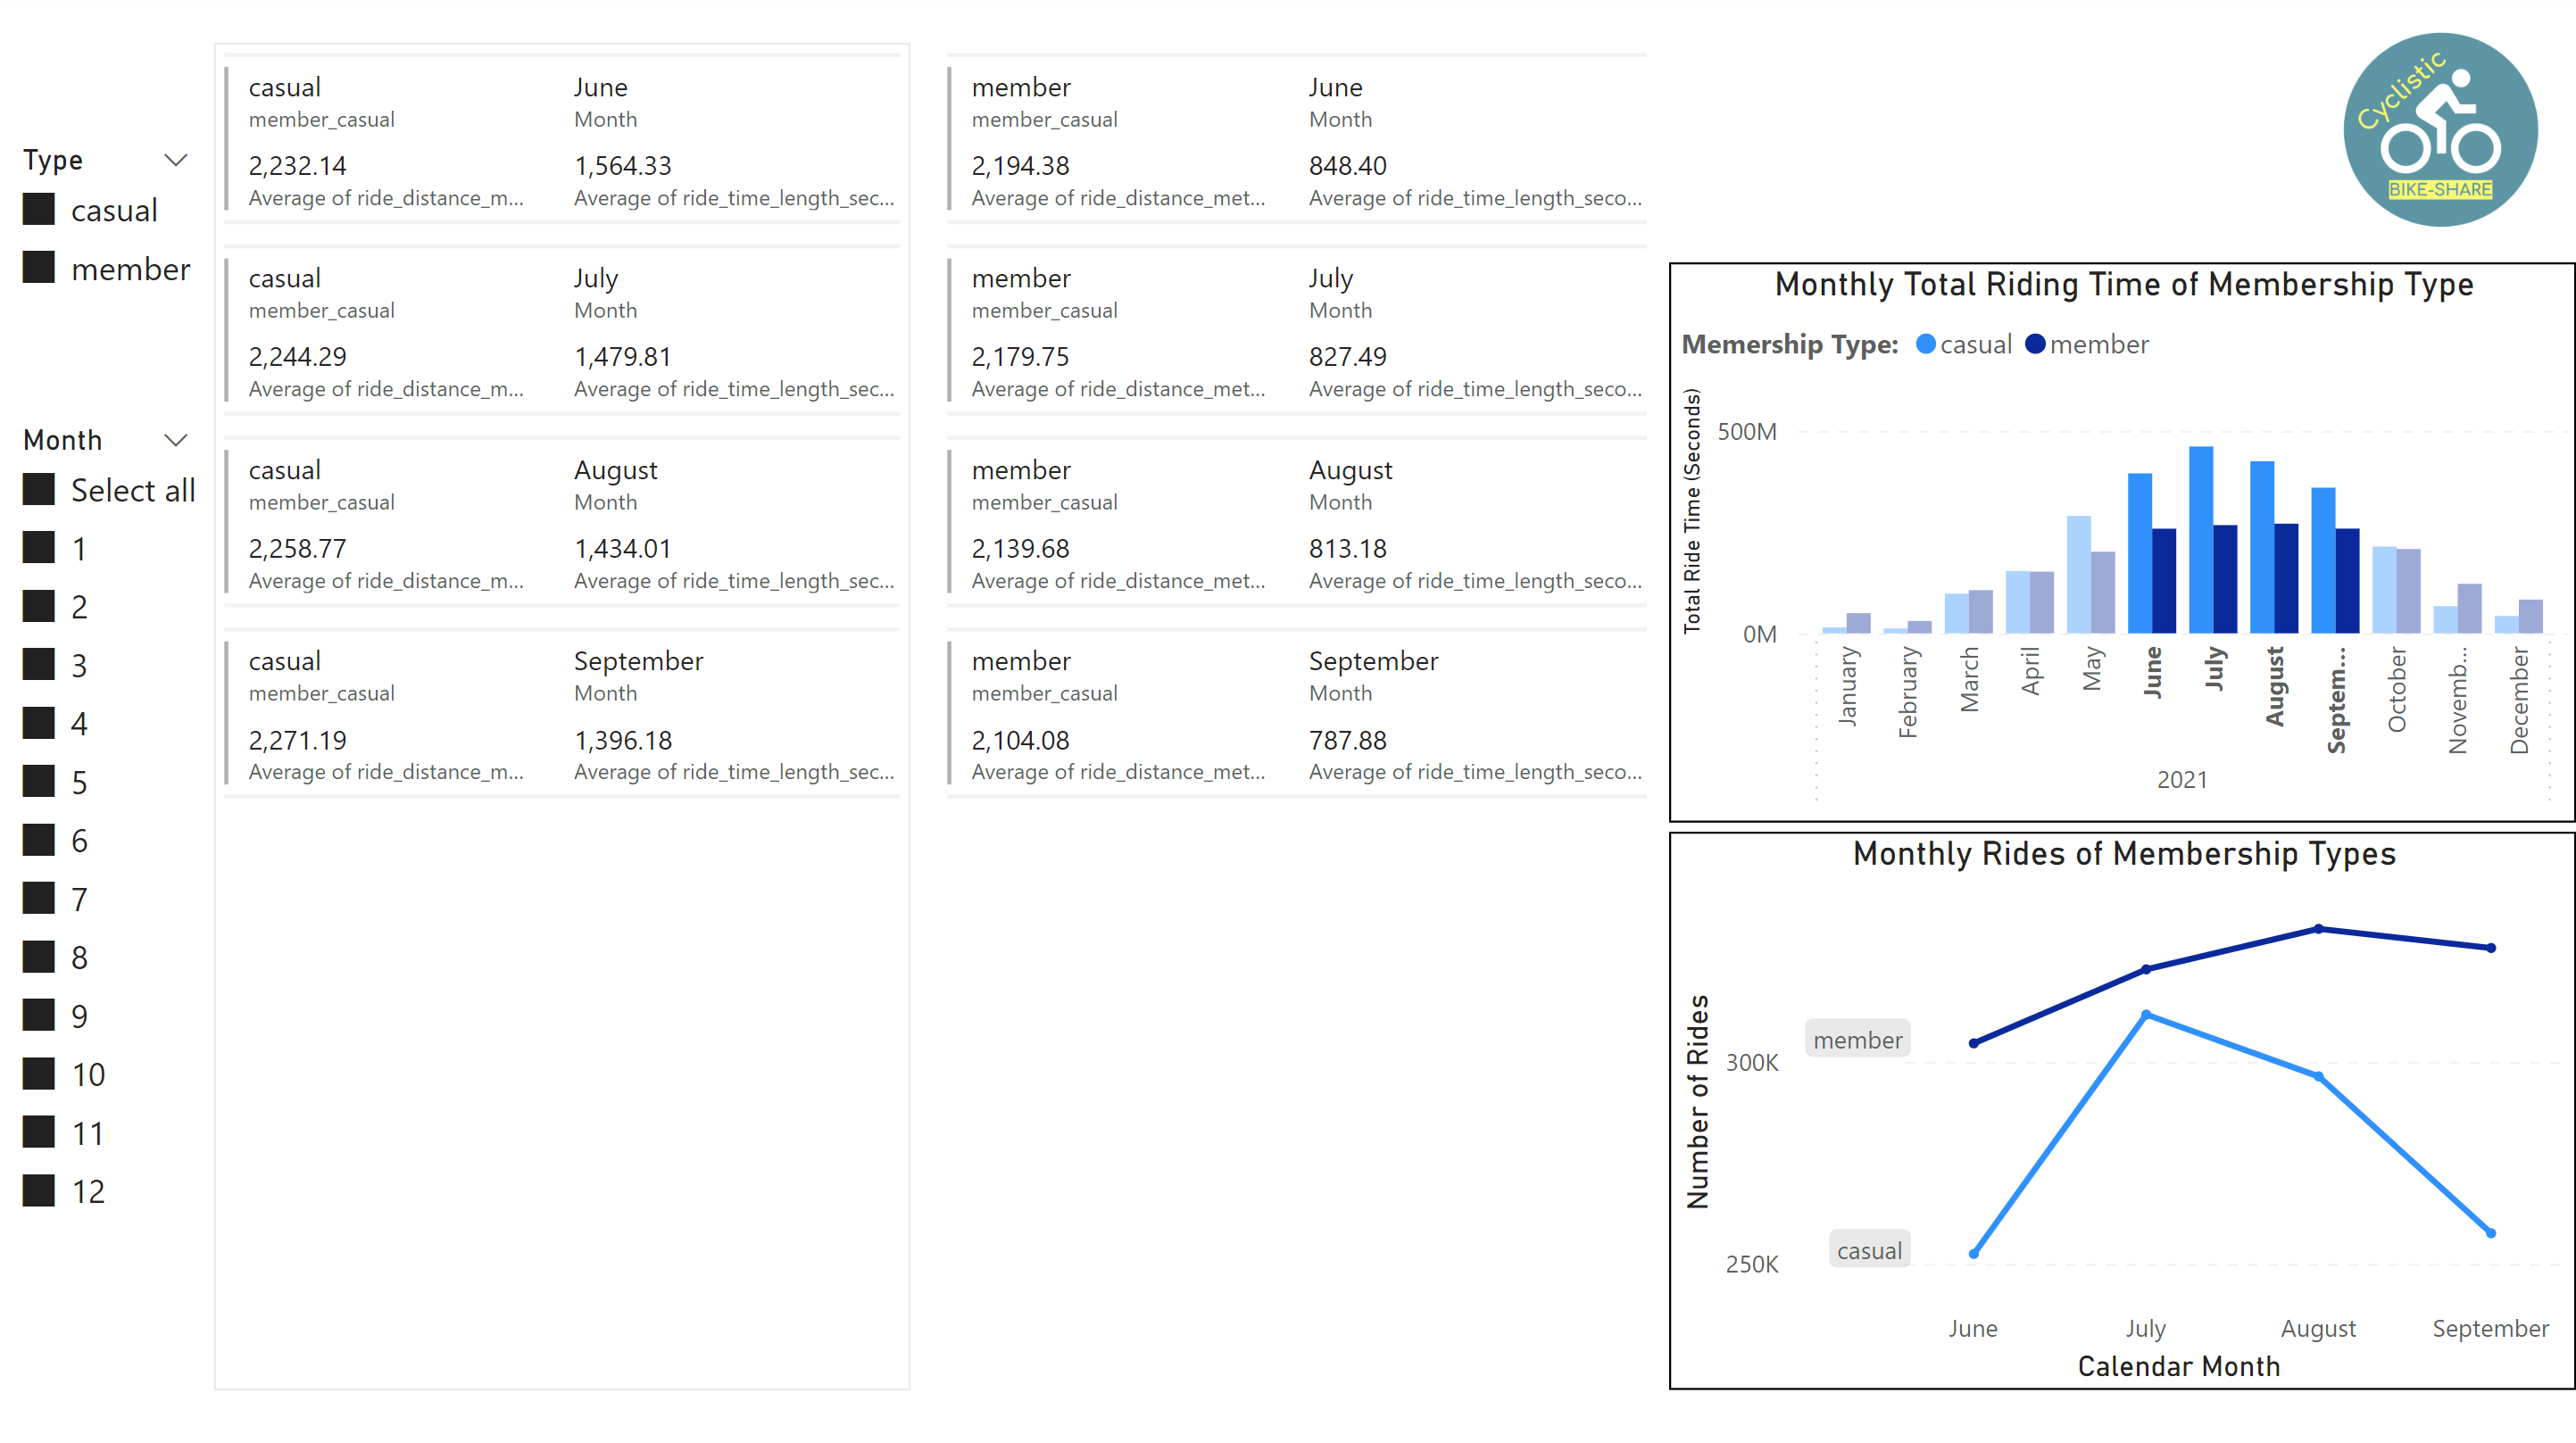 Type
casual
member
Month
Select all
1
2
3
4
5
6
7
8
9
10
11
12
casual June
member_casual Month
2,232.14 1,564.33
Average of ride_distance_m... Average of ride_time_length_sec...
casual July
member_casual Month
2,244.29 1,479.81
Average of ride_distance_m... Average of ride_time_length_sec...
casual August
member_casual Month
2,258.77 1,434.01
Average of ride_distance_m... Average of ride_time_length_sec...
casual September
member_casual Month
2,271.19 1,396.18
Average of ride_distance_m... Average of ride_time_length_sec...
member June
member_casual Month
2,194.38 848.40
Average of ride_distance_met... Average of ride_time_length_seco...
member July
member_casual Month
2,179.75 827.49
Average of ride_distance_met... Average of ride_time_length_seco...
member August
member_casual Month
2,139.68 813.18
Average of ride_distance_met... Average of ride_time_length_seco...
member September
member_casual Month
2,104.08 787.88
Average of ride_distance_met... Average of ride_time_length_seco...
Cyclistic
BIKE-SHARE
Monthly Total Riding Time of Membership Type
Memership Type: casual member
Total Ride Time (Seconds)
500M
0M
January February March April May June July August Septem... October Novemb... December
2021
Monthly Rides of Membership Types
Number of Rides
member
300K
casual
250K
June July August September
Calendar Month